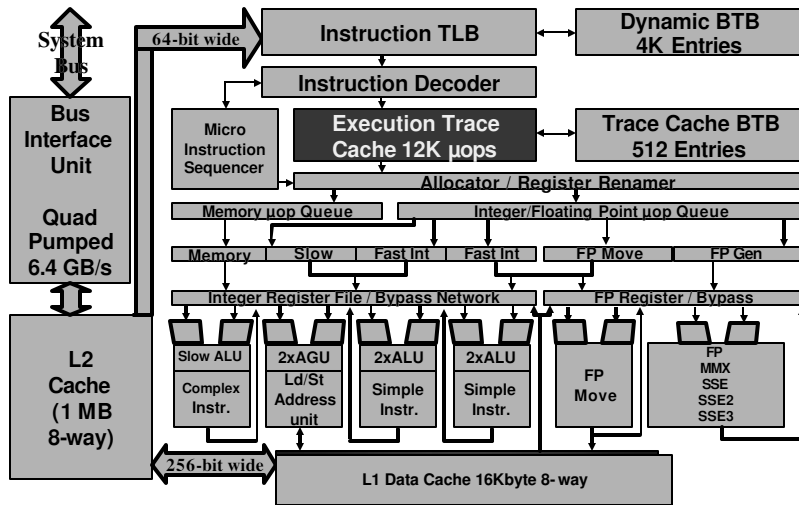 System
Bus
64-bit wide
Instruction TLB
Dynamic BTB
4K Entries
Instruction Decoder
Bus
Interface
Unit
Quad
Pumped
6.4 GB/s
Micro
Instruction
Sequencer
Execution Trace
Cache 12K µops
Trace Cache BTB
512 Entries
Allocator / Register Renamer
Memory µop Queue
Integer/Floating Point µop Queue
Memory
Slow
Fast Int
Fast Int
FP Move
FP Gen
Integer Register File / Bypass Network
FP Register / Bypass
L2
Cache
(1 MB
8-way)
Slow ALU
Complex
Instr.
2xAGU
Ld/St
Address
unit
2xALU
Simple
Instr.
2xALU
Simple
Instr.
FP
Move
FP
MMX
SSE
SSE2
SSE3
256-bit wide
L1 Data Cache 16Kbyte 8-way